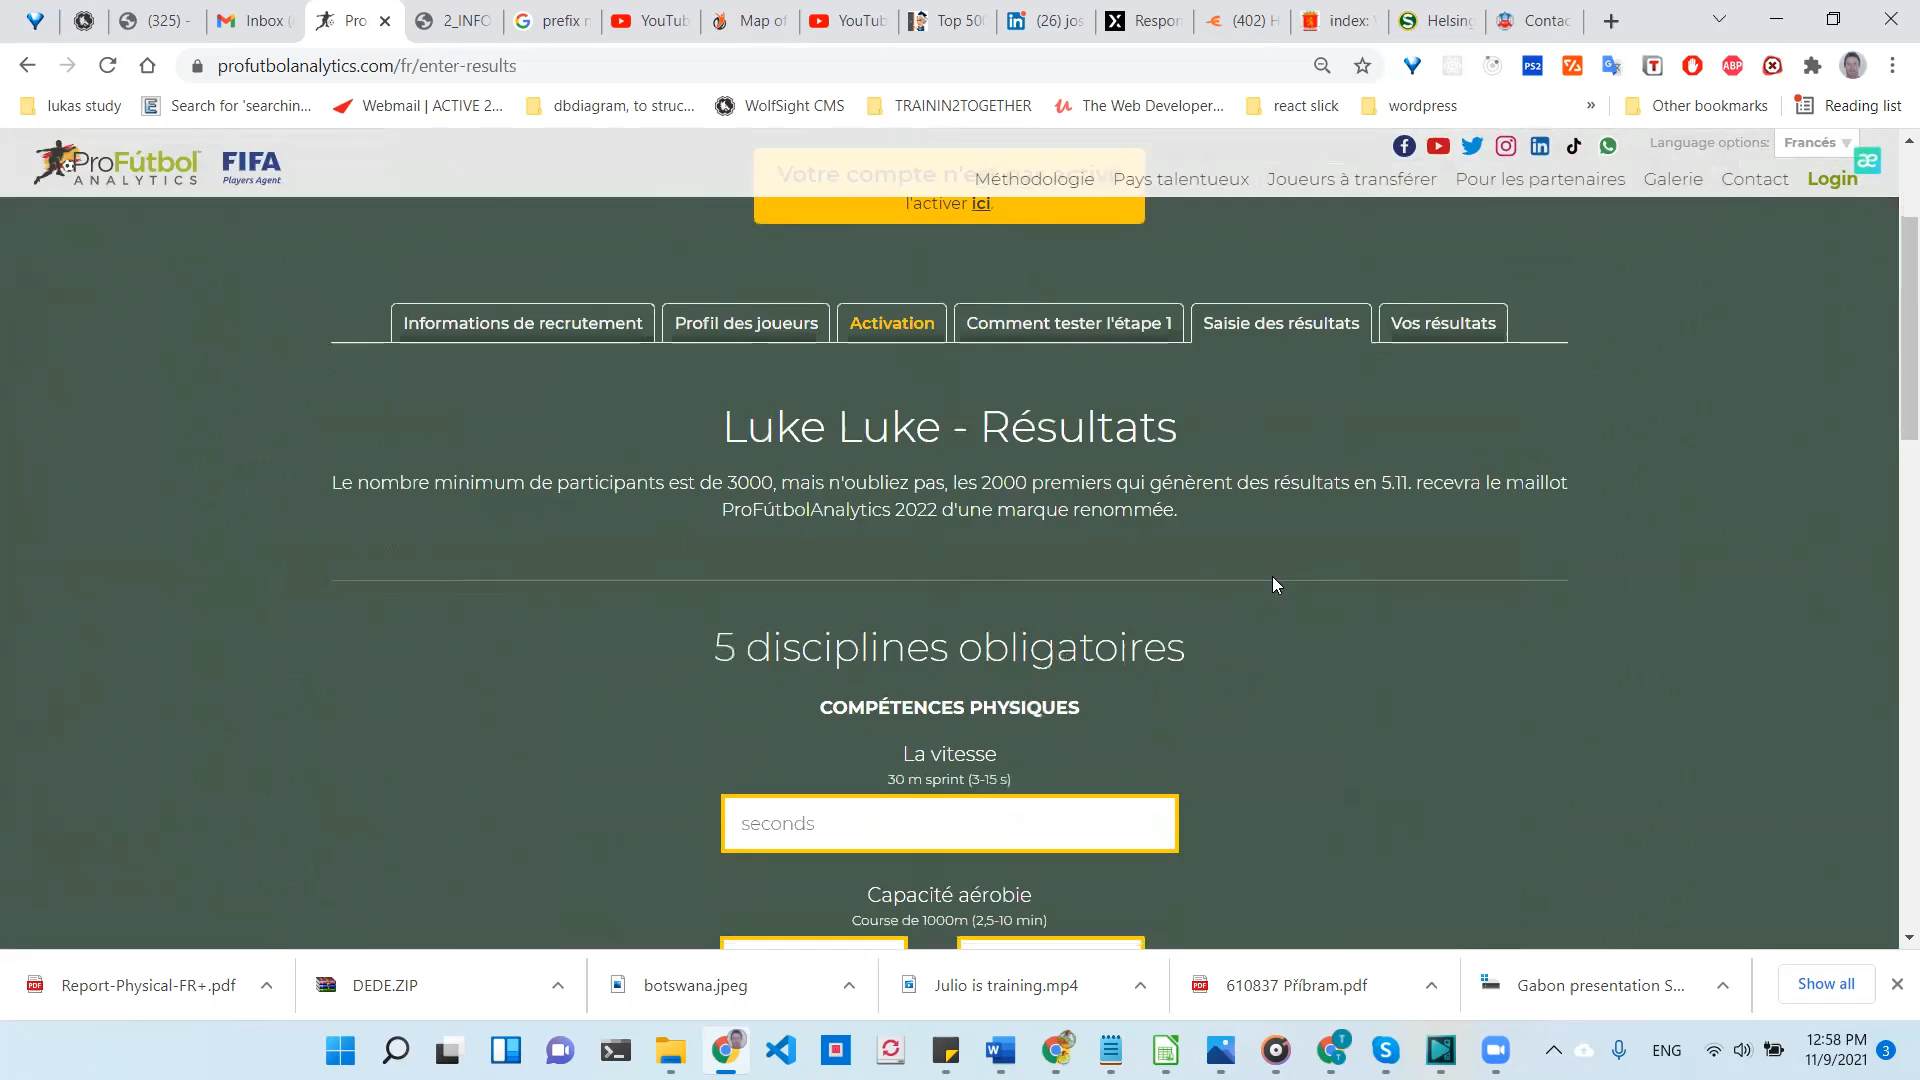 (325) -
Inbox (
Pro
2_INFO
prefix n
YouTub
Map of
YouTub
Top 50
(26) jos
Respon
(402) H
index:
Helsing
Contac
profutbolanalytics.com/fr/enter-results
lukas study
Search for 'searchin...
Webmail | ACTIVE 2...
dbdiagram, to struc...
WolfSight CMS
TRAININ2TOGETHER
The Web Developer...
react slick
wordpress
»
Other bookmarks
Reading list
ProFútbol
ANALYTICS
FIFA
Players Agent
Language options:
Francés
Votre compte n'e
Méthodologie
Pays talentueux
Joueurs à transférer
Pour les partenaires
Galerie
Contact
Login
l'activer ici.
Informations de recrutement
Profil des joueurs
Activation
Comment tester l'étape 1
Saisie des résultats
Vos résultats
Luke Luke - Résultats
Le nombre minimum de participants est de 3000, mais n'oubliez pas, les 2000 premiers qui génèrent des résultats en 5.11. recevra le maillot
ProFútbolAnalytics 2022 d'une marque renommée.
5 disciplines obligatoires
COMPÉTENCES PHYSIQUES
La vitesse
30 m sprint (3-15 s)
seconds
Capacité aérobie
Course de 1000m (2,5-10 min)
Report-Physical-FR+.pdf
DEDE.ZIP
botswana.jpeg
Julio is training.mp4
610837 Příbram.pdf
Gabon presentation S...
Show all
ENG
12:58 PM
11/9/2021
3